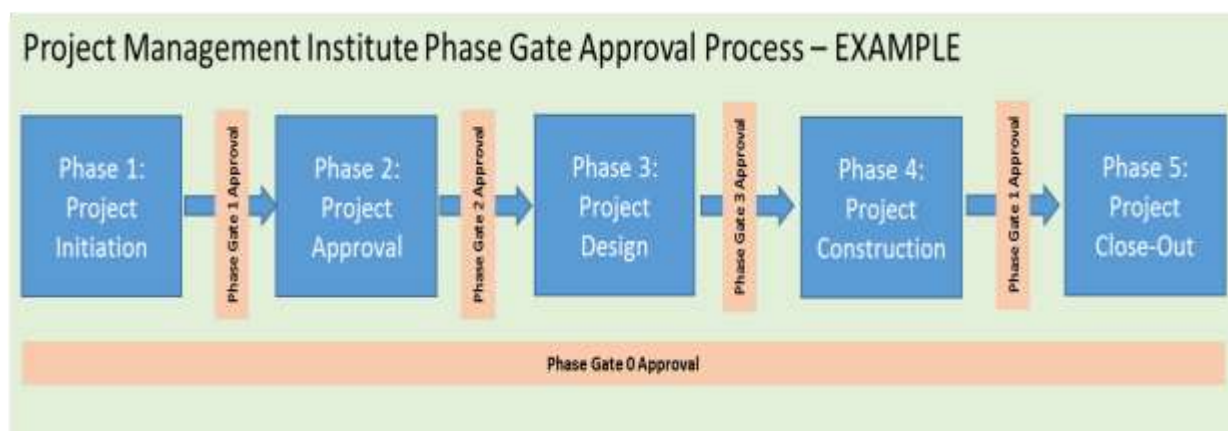 Project Management Institute Phase Gate Approval Process – EXAMPLE
Phase 1:
Project
Initiation
Phase Gate 1 Approval
Phase 2:
Project
Approval
Phase Gate 2 Approval
Phase 3:
Project
Design
Phase Gate 3 Approval
Phase 4:
Project
Construction
Phase Gate 1 Approval
Phase 5:
Project
Close-Out
Phase Gate 0 Approval